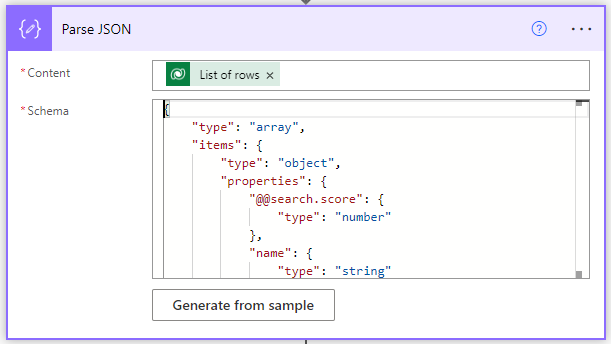 Parse JSON
* Content
List of rows ×
* Schema
{
"type": "array",
"items": {
"type": "object",
"properties": {
"@@search.score": {
"type": "number"
},
"name": {
"type": "string"
Generate from sample